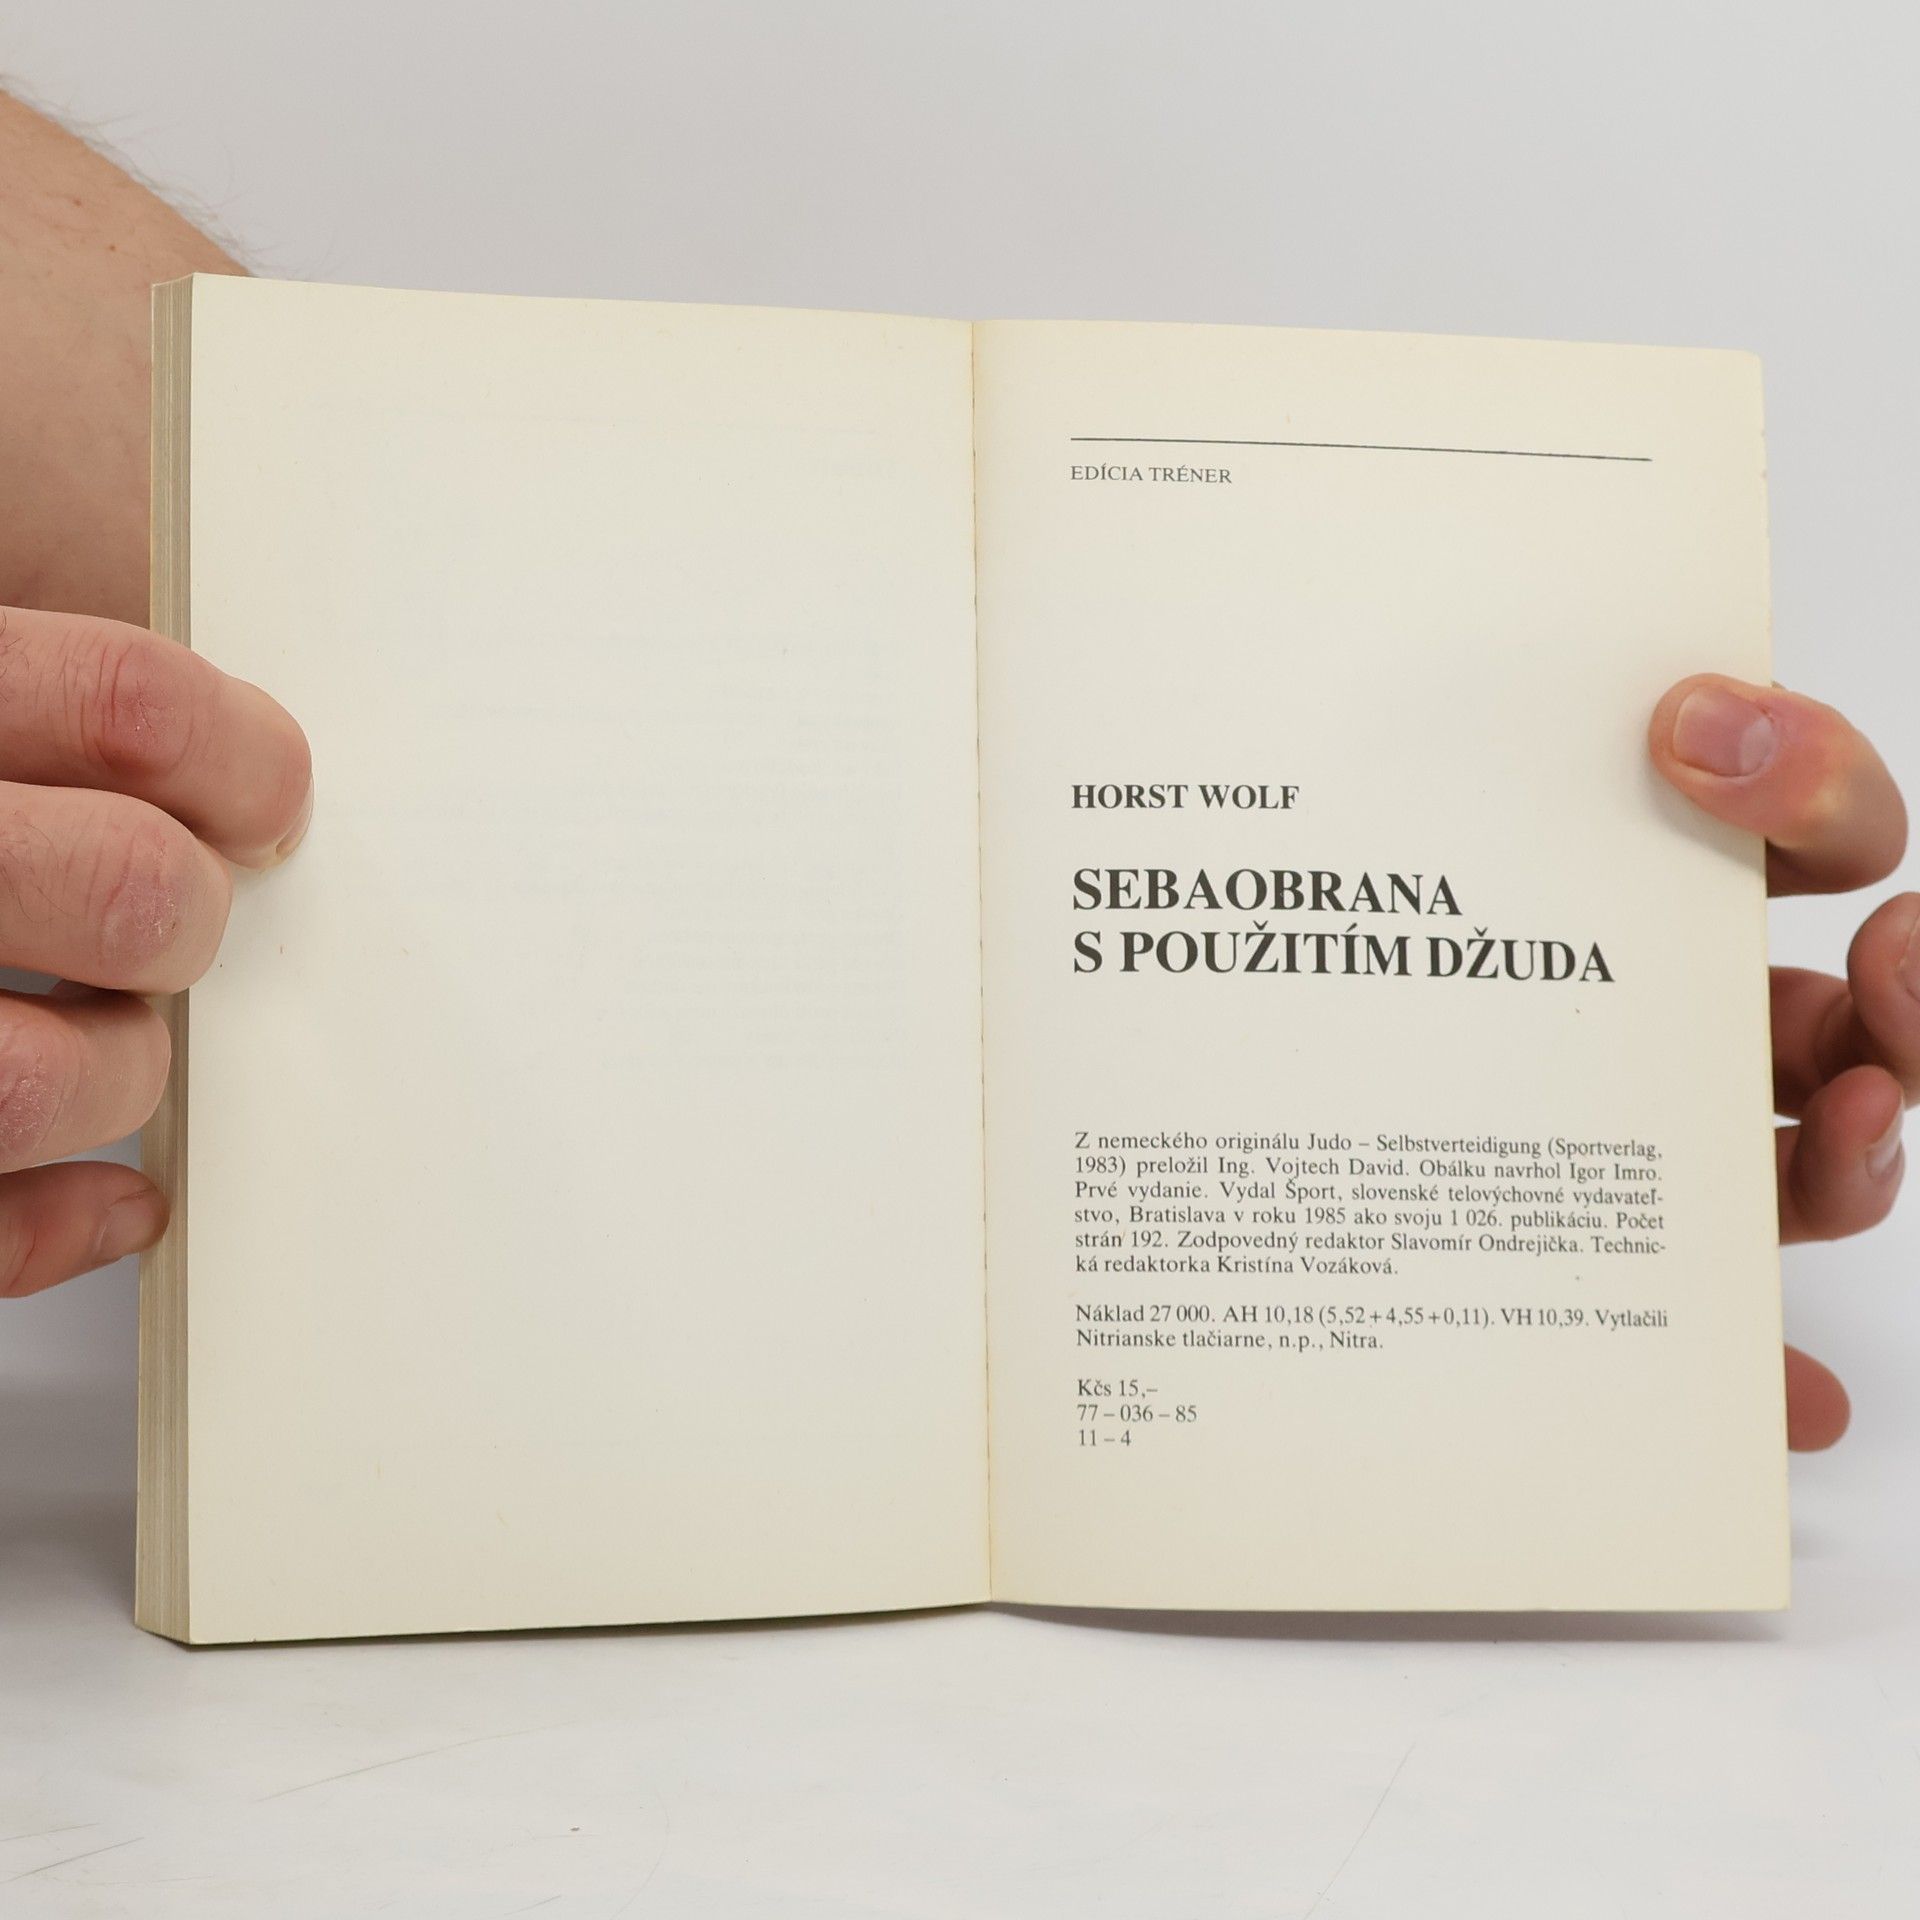 EDÍCIA TRÉNER
HORST WOLF
SEBAOBRANA
S POUŽITÍM DŽUDA
Z nemeckého originálu Judo – Selbstverteidigung (Sportverlag,
1983) preložil Ing. Vojtech David. Obálku navrhol Igor Imro.
Prvé vydanie. Vydal Šport, slovenské telovýchovné vydavateľ-
stvo, Bratislava v roku 1985 ako svoju 1 026. publikáciu. Počet
strán 192. Zodpovedný redaktor Slavomír Ondrejička. Technic-
ká redaktorka Kristína Vozáková.
Náklad 27 000. AH 10,18 (5,52 + 4,55 + 0,11). VH 10,39. Vytlačili
Nitrianske tlačiarne, n.p., Nitra.
Kčs 15,–
77 – 036 – 85
11 – 4